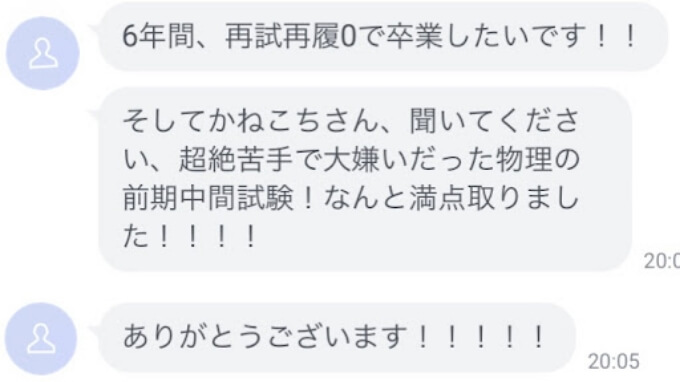 6年間、再試再履0で卒業したいです！！
そしてかねこちさん、聞いてくださ
い、超絶苦手で大嫌いだった物理の
前期中間試験！なんと満点取りまし
た！！！！
20:0
ありがとうございます！！！！！
20:05